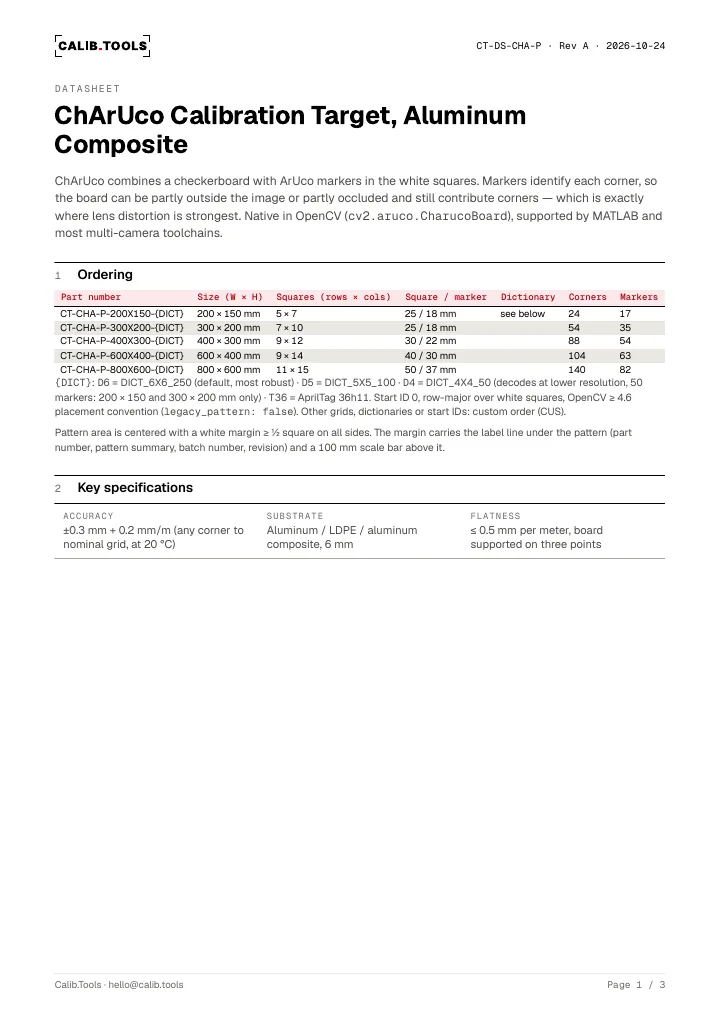 CALIB.TOOLS
CT-DS-CHA-P · Rev A · 2026-10-24
DATASHEET
ChArUco Calibration Target, Aluminum
Composite
ChArUco combines a checkerboard with ArUco markers in the white squares. Markers identify each corner, so
the board can be partly outside the image or partly occluded and still contribute corners — which is exactly
where lens distortion is strongest. Native in OpenCV (cv2.aruco.CharucoBoard), supported by MATLAB and
most multi-camera toolchains.
1 Ordering
Part number Size (W × H) Squares (rows × cols) Square / marker Dictionary Corners Markers
CT-CHA-P-200X150-{DICT} 200 × 150 mm 5 × 7 25 / 18 mm see below 24 17
CT-CHA-P-300X200-{DICT} 300 × 200 mm 7 × 10 25 / 18 mm 54 35
CT-CHA-P-400X300-{DICT} 400 × 300 mm 9 × 12 30 / 22 mm 88 54
CT-CHA-P-600X400-{DICT} 600 × 400 mm 9 × 14 40 / 30 mm 104 63
CT-CHA-P-800X600-{DICT} 800 × 600 mm 11 × 15 50 / 37 mm 140 82
{DICT}: D6 = DICT_6X6_250 (default, most robust) · D5 = DICT_5X5_100 · D4 = DICT_4X4_50 (decodes at lower resolution, 50
markers: 200 × 150 and 300 × 200 mm only) · T36 = AprilTag 36h11. Start ID 0, row-major over white squares, OpenCV ≥ 4.6
placement convention (legacy_pattern: false). Other grids, dictionaries or start IDs: custom order (CUS).
Pattern area is centered with a white margin ≥ ½ square on all sides. The margin carries the label line under the pattern (part
number, pattern summary, batch number, revision) and a 100 mm scale bar above it.
2 Key specifications
ACCURACY SUBSTRATE FLATNESS
±0.3 mm + 0.2 mm/m (any corner to Aluminum / LDPE / aluminum ≤ 0.5 mm per meter, board
nominal grid, at 20 °C) composite, 6 mm supported on three points
Calib.Tools · hello@calib.tools
Page 1 / 3